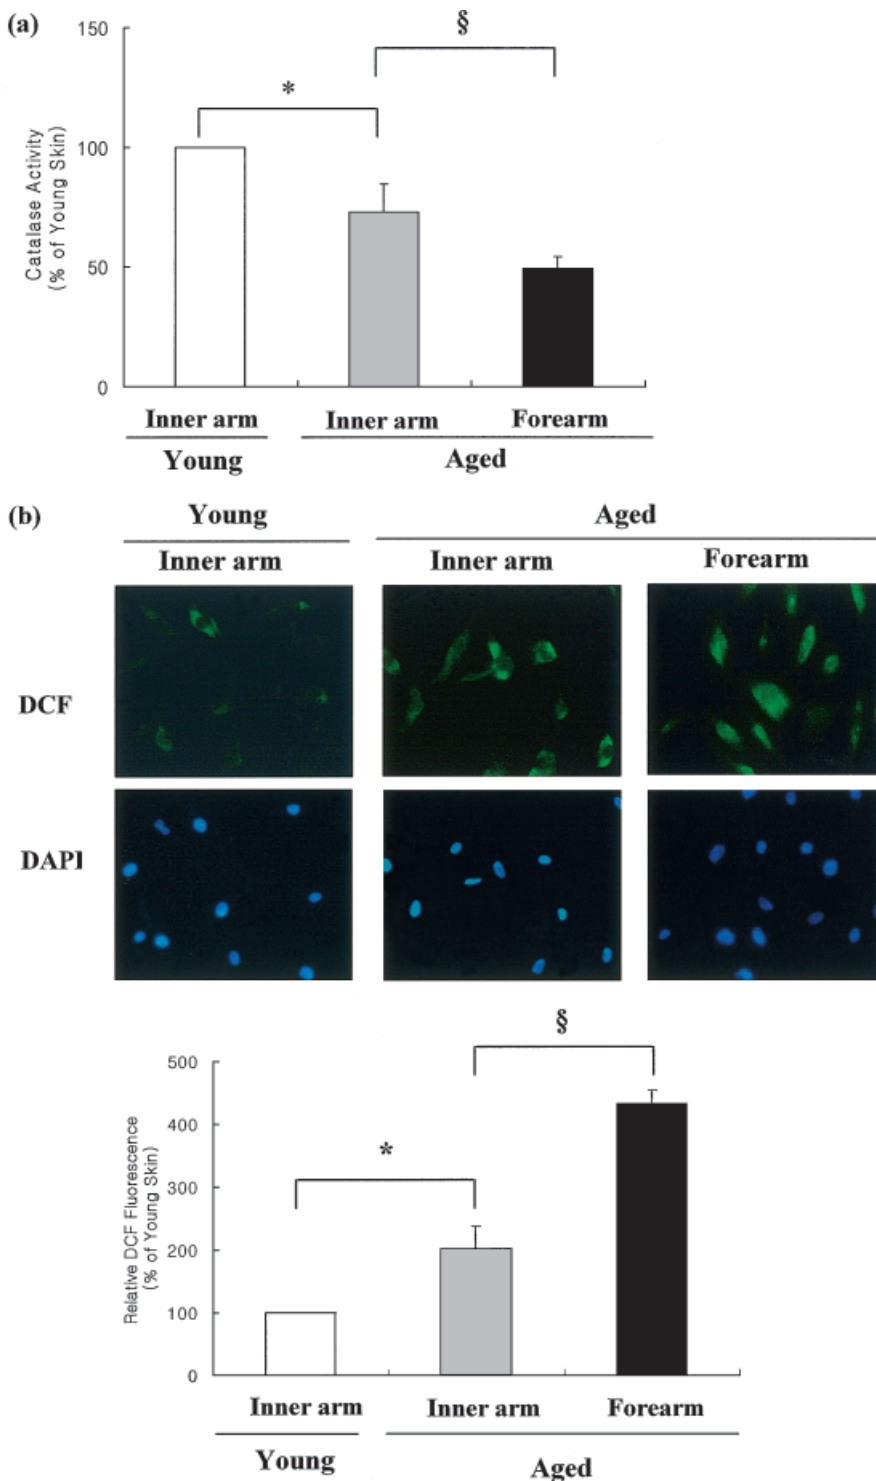 (a)
Catalase Activity
(% of Young Skin)
150
100
50
0
*
§
Inner arm Inner arm Forearm
Young Aged
(b)
Young Aged
Inner arm Inner arm Forearm
DCF
DAPI
Relative DCF Fluorescence
(% of Young Skin)
500
400
300
200
100
0
*
§
Inner arm Inner arm Forearm
Young Aged